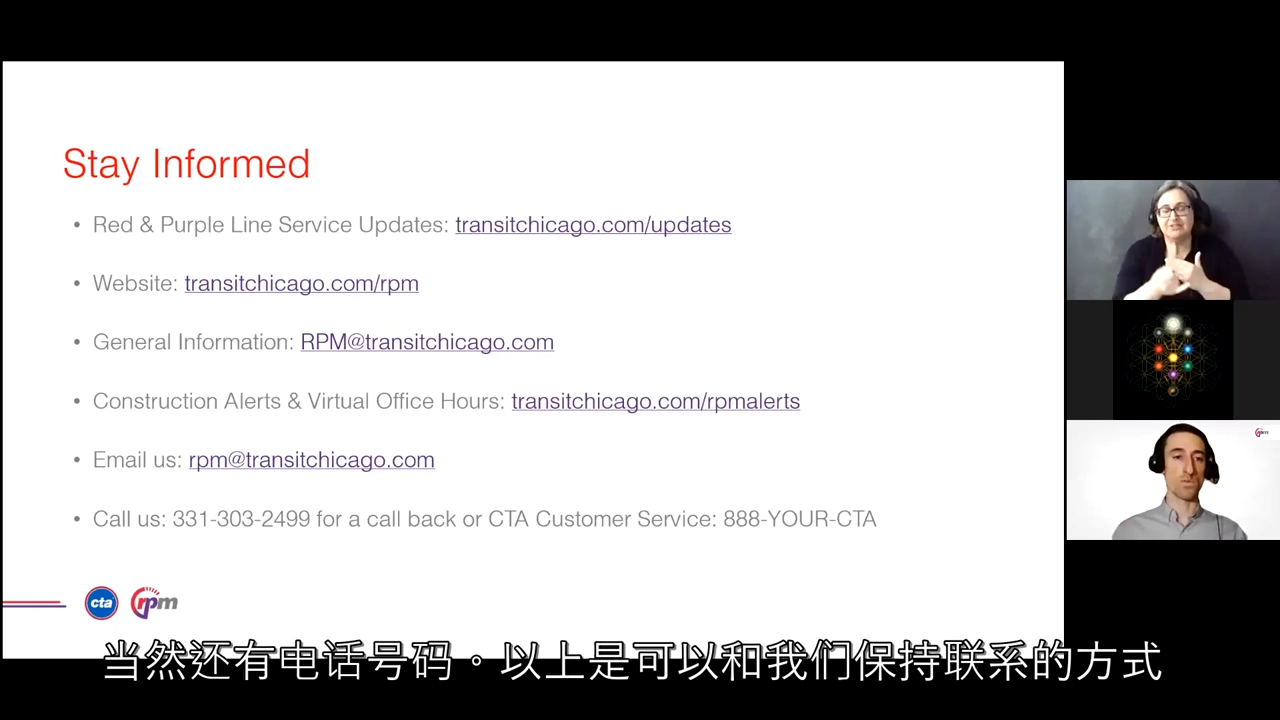 Stay Informed
• Red & Purple Line Service Updates: transitchicago.com/updates
• Website: transitchicago.com/rpm
• General Information: RPM@transitchicago.com
• Construction Alerts & Virtual Office Hours: transitchicago.com/rpmalerts
• Email us: rpm@transitchicago.com
• Call us: 331-303-2499 for a call back or CTA Customer Service: 888-YOUR-CTA
cta rpm
rpm
当然还有电话号码。以上是可以和我们保持联系的方式